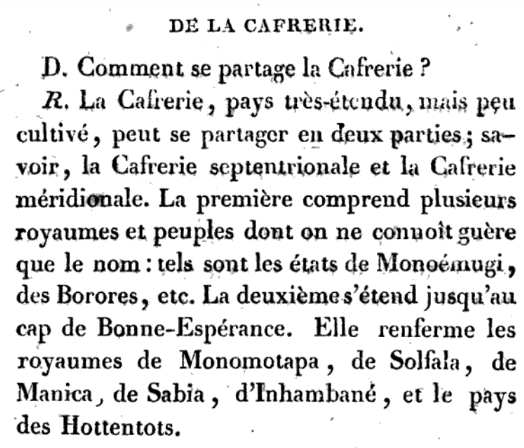 DE LA CAFRERIE.
D. Comment se partage la Cafrerie ?
R. La Cafrerie, pays très-étendu, mais peu
cultivé, peut se partager en deux parties ; sa-
voir, la Cafrerie septentrionale et la Cafrerie
méridionale. La première comprend plusieurs
royaumes et peuples dont on ne connoît guère
que le nom : tels sont les états de Monoémugi,
des Borores, etc. La deuxième s'étend jusqu'au
cap de Bonne-Espérance. Elle renferme les
royaumes de Monomotapa, de Solfala, de
Manica, de Sabia, d'Inhambané, et le pays
des Hottentots.